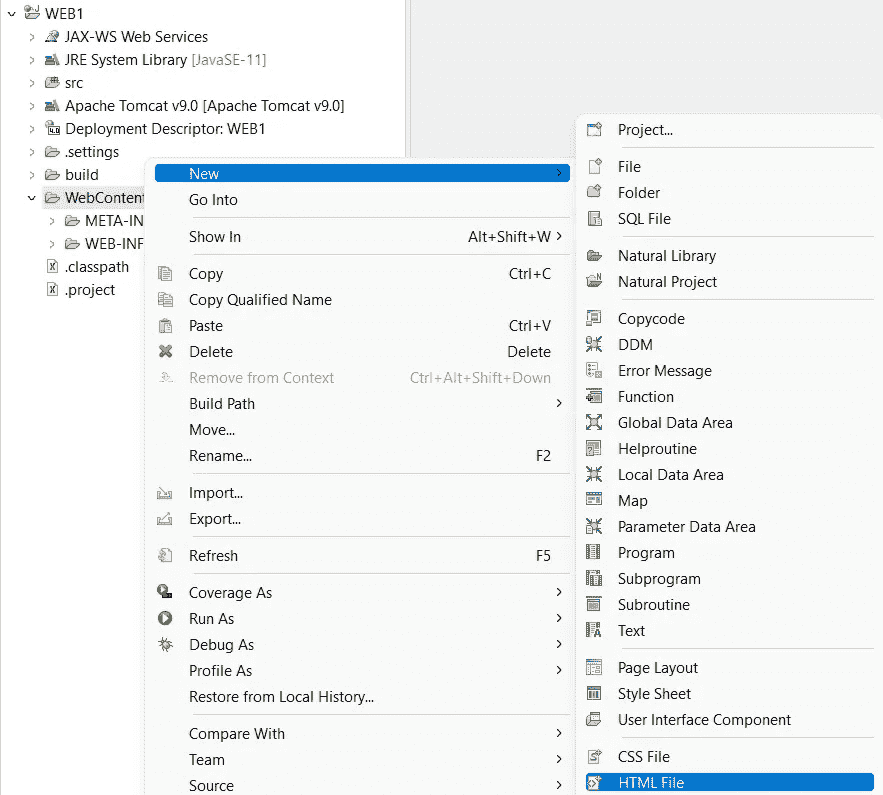 WEB1
JAX-WS Web Services
JRE System Library [JavaSE-11]
src
Apache Tomcat v9.0 [Apache Tomcat v9.0]
Deployment Descriptor: WEB1
.settings
build
WebContent
META-IN
WEB-INF
.classpath
.project
New
Go Into
Show In Alt+Shift+W
Copy Ctrl+C
Copy Qualified Name
Paste Ctrl+V
Delete Delete
Remove from Context Ctrl+Alt+Shift+Down
Build Path
Move...
Rename... F2
Import...
Export...
Refresh F5
Coverage As
Run As
Debug As
Profile As
Restore from Local History...
Compare With
Team
Source
Project...
File
Folder
SQL File
Natural Library
Natural Project
Copycode
DDM
Error Message
Function
Global Data Area
Helproutine
Local Data Area
Map
Parameter Data Area
Program
Subprogram
Subroutine
Text
Page Layout
Style Sheet
User Interface Component
CSS File
HTML File